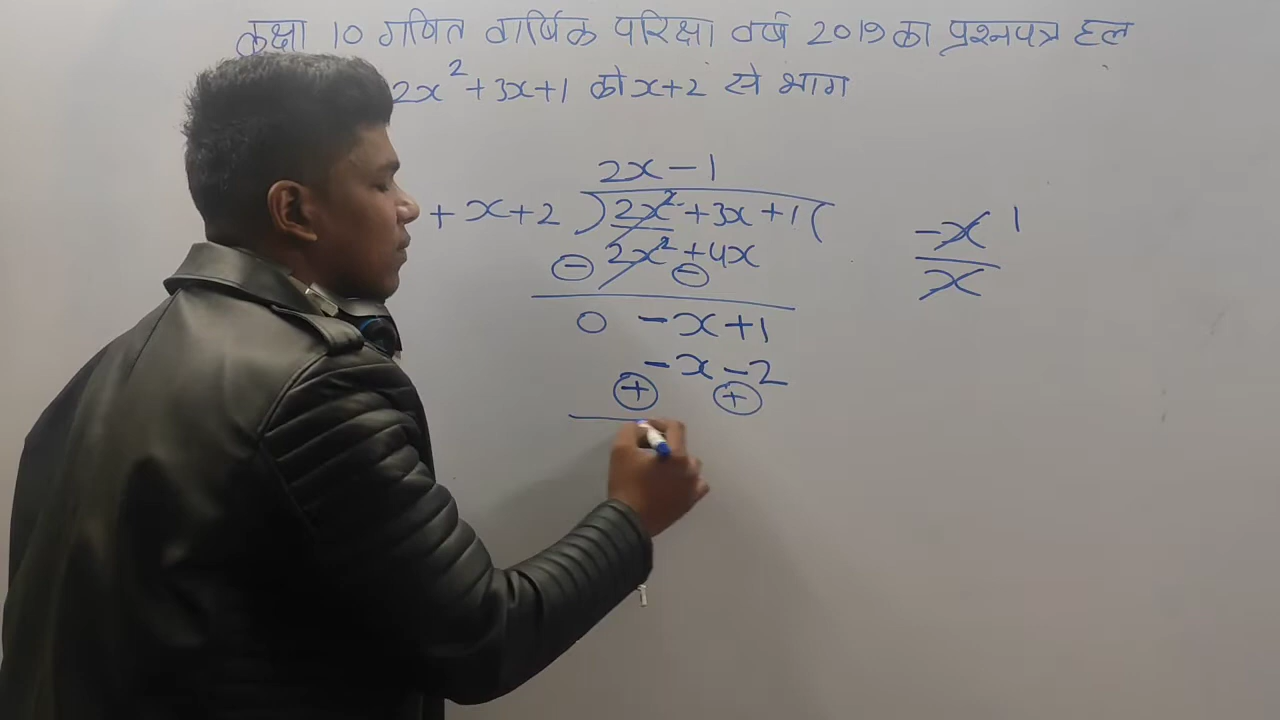 कक्षा 10 गणित वार्षिक परिक्षा वर्ष 2019 का प्रश्नपत्र हल
2x² + 3x + 1 को x+2 से भाग
2x - 1
+ x+2 ) 2x² + 3x + 1 (
2x² + 4x
⊖ ⊖
0 - x + 1
- x - 2
⊕ ⊕
-x 1
x